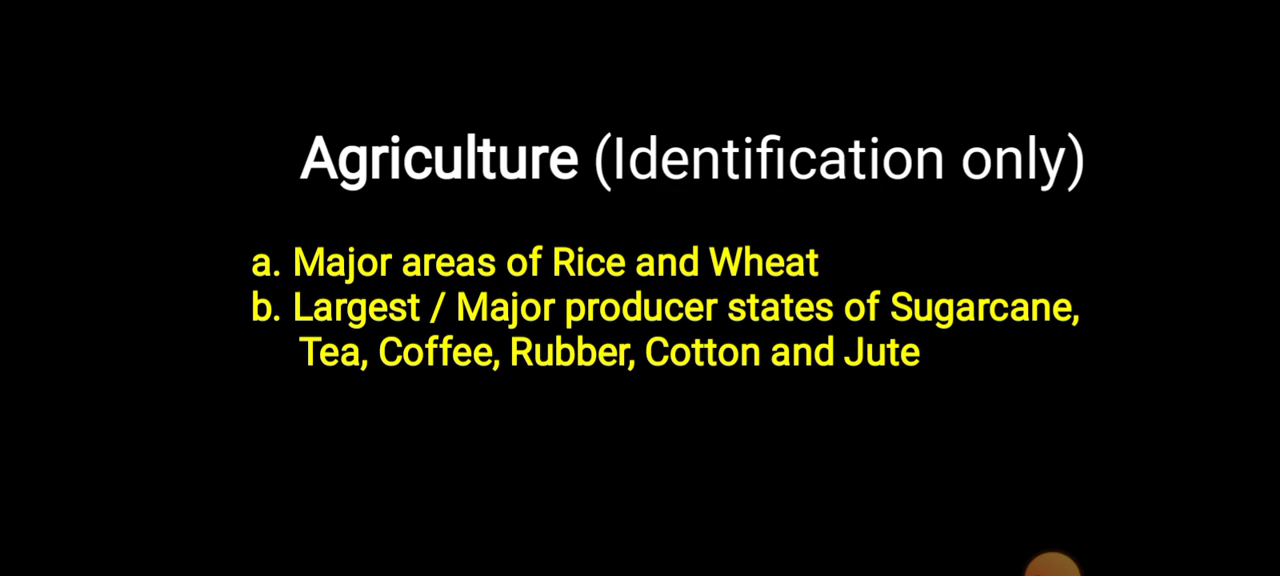 Agriculture (Identification only)
a. Major areas of Rice and Wheat
b. Largest / Major producer states of Sugarcane,
Tea, Coffee, Rubber, Cotton and Jute